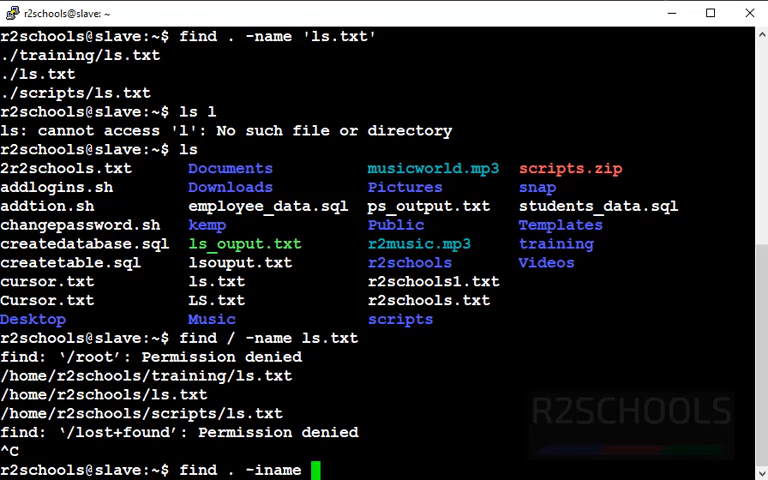 r2schools@slave: ~
r2schools@slave:~$ find . -name 'ls.txt'
./training/ls.txt
./ls.txt
./scripts/ls.txt
r2schools@slave:~$ ls l
ls: cannot access 'l': No such file or directory
r2schools@slave:~$ ls
2r2schools.txt Documents musicworld.mp3 scripts.zip
addlogins.sh Downloads Pictures snap
addtion.sh employee_data.sql ps_output.txt students_data.sql
changepassword.sh kemp Public Templates
createdatabase.sql ls_ouput.txt r2music.mp3 training
createtable.sql lsouput.txt r2schools Videos
cursor.txt ls.txt r2schools1.txt
Cursor.txt LS.txt r2schools.txt
Desktop Music scripts
r2schools@slave:~$ find / -name ls.txt
find: ‘/root’: Permission denied
/home/r2schools/training/ls.txt
/home/r2schools/ls.txt
/home/r2schools/scripts/ls.txt
find: ‘/lost+found’: Permission denied
^C
r2schools@slave:~$ find . -iname
R2SCHOOLS